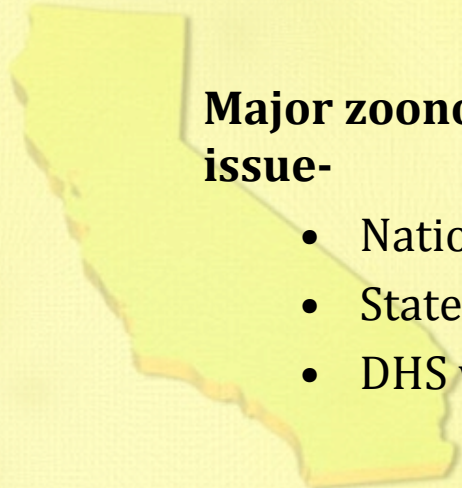 Major zoono
issue-
• Natio
• State
• DHS